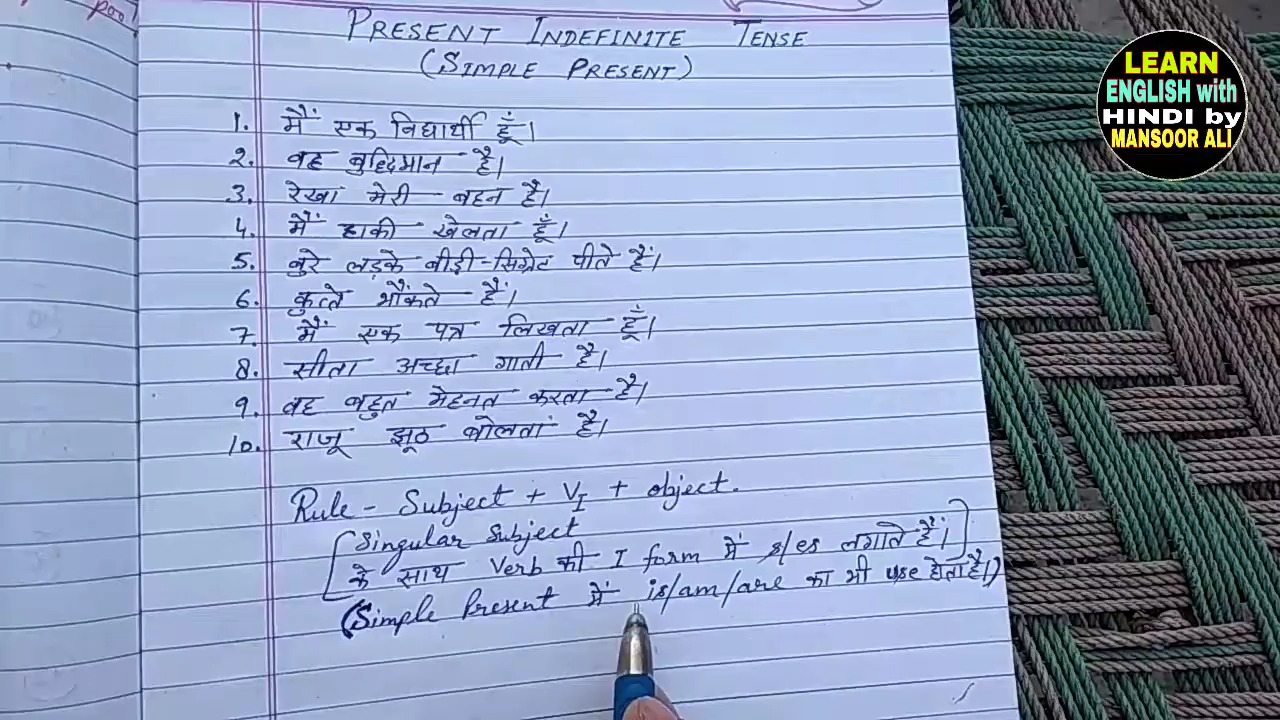 pool
PRESENT INDEFINITE TENSE
(SIMPLE PRESENT)
1. मैं एक विद्यार्थी हूँ।
2. वह बुद्धिमान है।
3. रेखा मेरी बहन है।
4. मैं हाकी खेलता हूँ।
5. बुरे लड़के बीड़ी-सिग्रेट पीते हैं।
6. कुत्ते भौंकते हैं।
7. मैं एक पत्र लिखता हूँ।
8. सीता अच्छा गाती है।
9. वह बहुत मेहनत करता है।
10. राजू झूठ बोलता है।
Rule - Subject + V_I + object.
[Singular Subject
के साथ Verb की I form में s/es लगाते हैं।]
(Simple Present में is/am/are का भी use होता है।)
LEARN
ENGLISH with
HINDI by
MANSOOR ALI